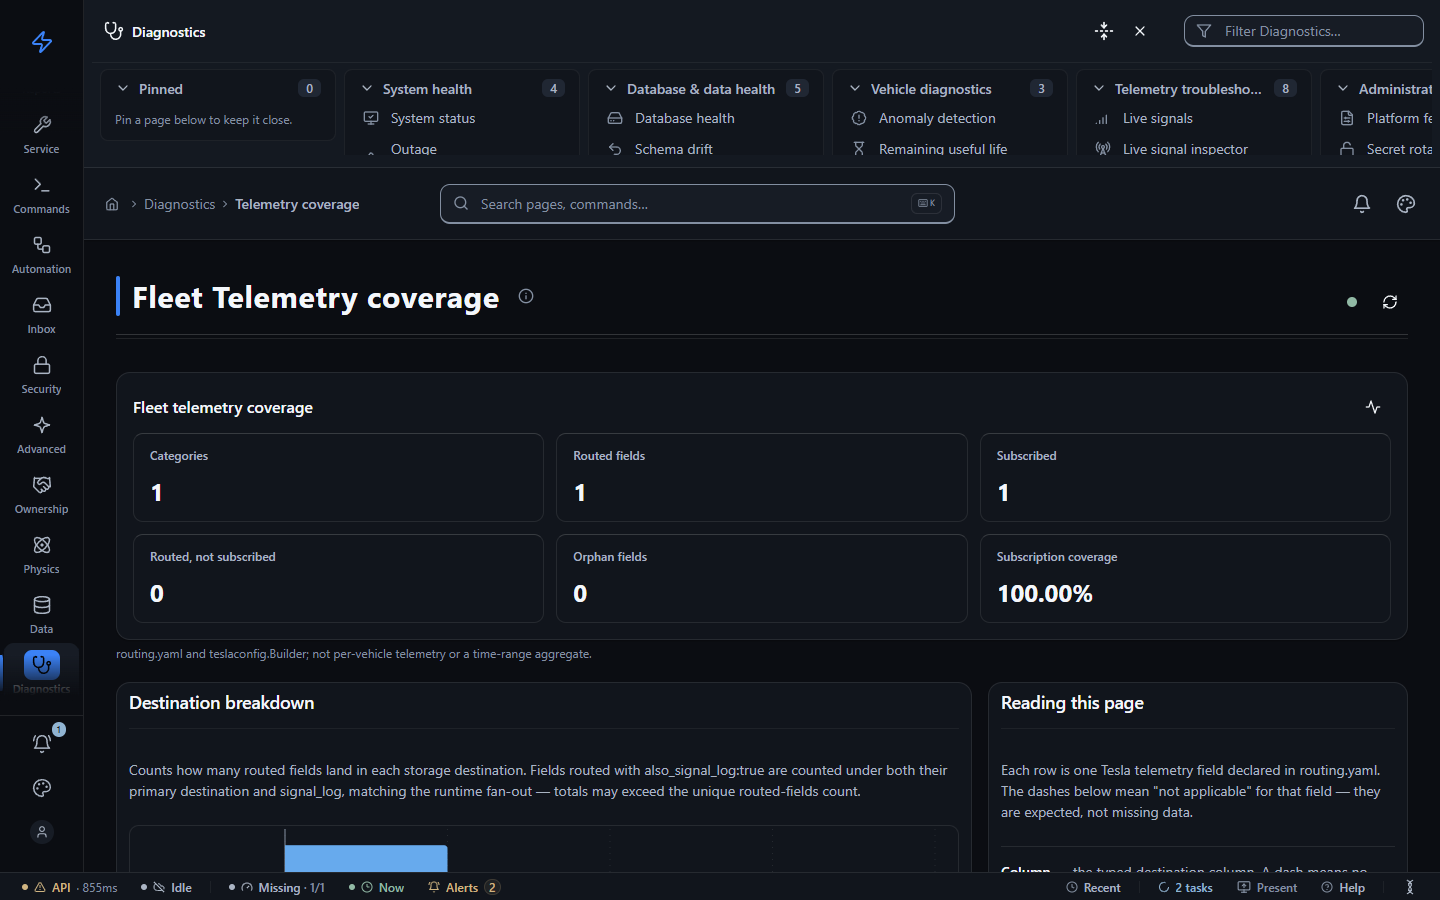 Diagnostics
Filter Diagnostics...
Pinned 0
Pin a page below to keep it close.
System health 4
System status
Outage
Database & data health 5
Database health
Schema drift
Vehicle diagnostics 3
Anomaly detection
Remaining useful life
Telemetry troublesho... 8
Live signals
Live signal inspector
Administrat
Platform fe
Secret rota
Service
Commands
Automation
Inbox
Security
Advanced
Ownership
Physics
Data
Diagnostics
1
Diagnostics
Telemetry coverage
Search pages, commands...
K
Fleet Telemetry coverage
Fleet telemetry coverage
Categories
1
Routed fields
1
Subscribed
1
Routed, not subscribed
0
Orphan fields
0
Subscription coverage
100.00%
routing.yaml and teslaconfig.Builder; not per-vehicle telemetry or a time-range aggregate.
Destination breakdown
Counts how many routed fields land in each storage destination. Fields routed with also_signal_log:true are counted under both their
primary destination and signal_log, matching the runtime fan-out — totals may exceed the unique routed-fields count.
Reading this page
Each row is one Tesla telemetry field declared in routing.yaml.
The dashes below mean "not applicable" for that field — they
are expected, not missing data.
Column — the typed destination column. A dash means no
API · 855ms
Idle
Missing · 1/1
Now
Alerts 2
Recent
2 tasks
Present
Help